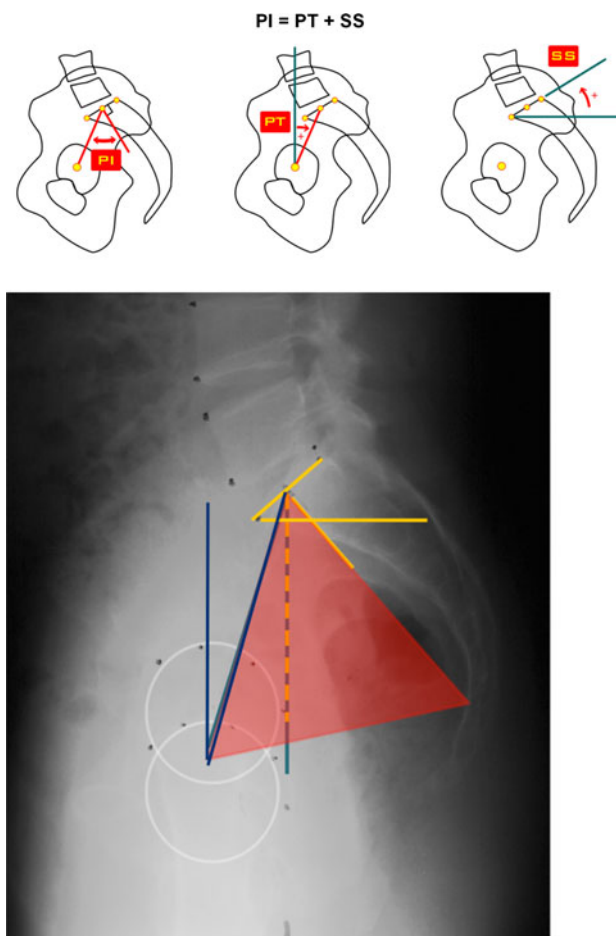 PI = PT + SS
PI
PT
+
SS
+